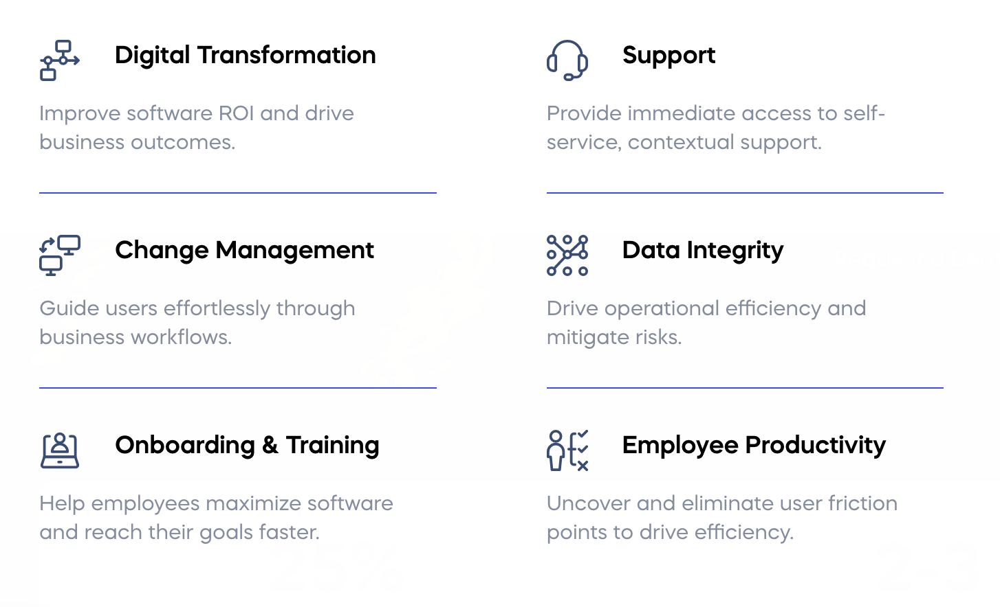 Digital Transformation
Improve software ROI and drive
business outcomes.
Support
Provide immediate access to self-
service, contextual support.
Change Management
Guide users effortlessly through
business workflows.
Data Integrity
Drive operational efficiency and
mitigate risks.
Onboarding & Training
Help employees maximize software
and reach their goals faster.
Employee Productivity
Uncover and eliminate user friction
points to drive efficiency.